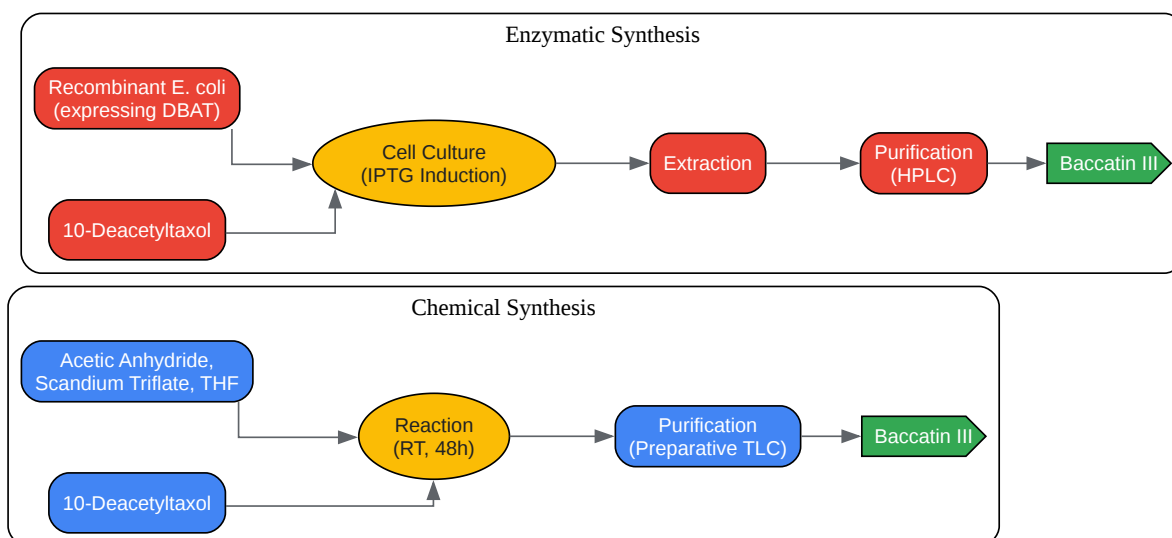 Enzymatic Synthesis
Recombinant E. coli
(expressing DBAT)
10-Deacetyltaxol
Cell Culture
(IPTG Induction)
Extraction
Purification
(HPLC)
Baccatin III
Chemical Synthesis
Acetic Anhydride,
Scandium Triflate, THF
10-Deacetyltaxol
Reaction
(RT, 48h)
Purification
(Preparative TLC)
Baccatin III